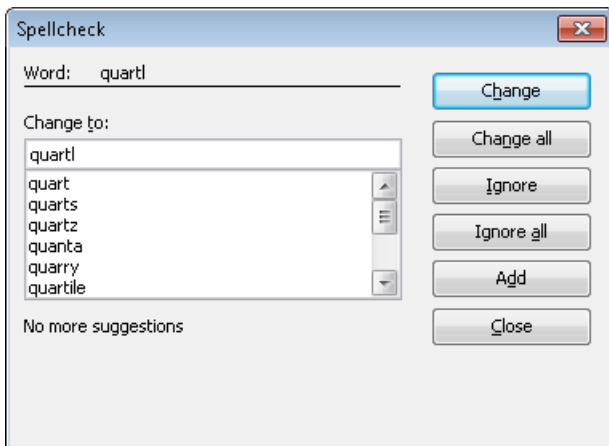 Spellcheck
Word: quartl
Change to:
quartl
quart
quarts
quartz
quanta
quarry
quartile
No more suggestions
Change
Change all
Ignore
Ignore all
Add
Close